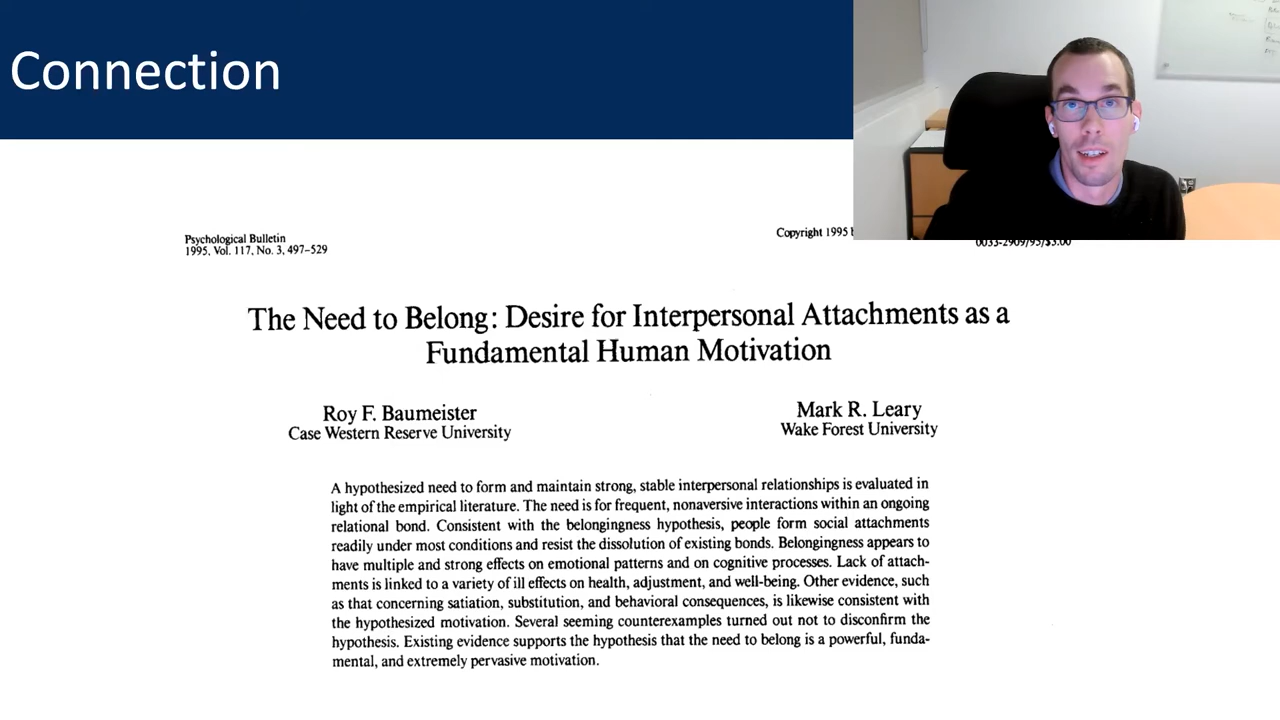 Connection
Psychological Bulletin
1995, Vol. 117, No. 3, 497-529
Copyright 1995
0033-2909/95/$3.00
The Need to Belong: Desire for Interpersonal Attachments as a
Fundamental Human Motivation
Roy F. Baumeister
Case Western Reserve University
Mark R. Leary
Wake Forest University
A hypothesized need to form and maintain strong, stable interpersonal relationships is evaluated in
light of the empirical literature. The need is for frequent, nonaversive interactions within an ongoing
relational bond. Consistent with the belongingness hypothesis, people form social attachments
readily under most conditions and resist the dissolution of existing bonds. Belongingness appears to
have multiple and strong effects on emotional patterns and on cognitive processes. Lack of attach-
ments is linked to a variety of ill effects on health, adjustment, and well-being. Other evidence, such
as that concerning satiation, substitution, and behavioral consequences, is likewise consistent with
the hypothesized motivation. Several seeming counterexamples turned out not to disconfirm the
hypothesis. Existing evidence supports the hypothesis that the need to belong is a powerful, funda-
mental, and extremely pervasive motivation.